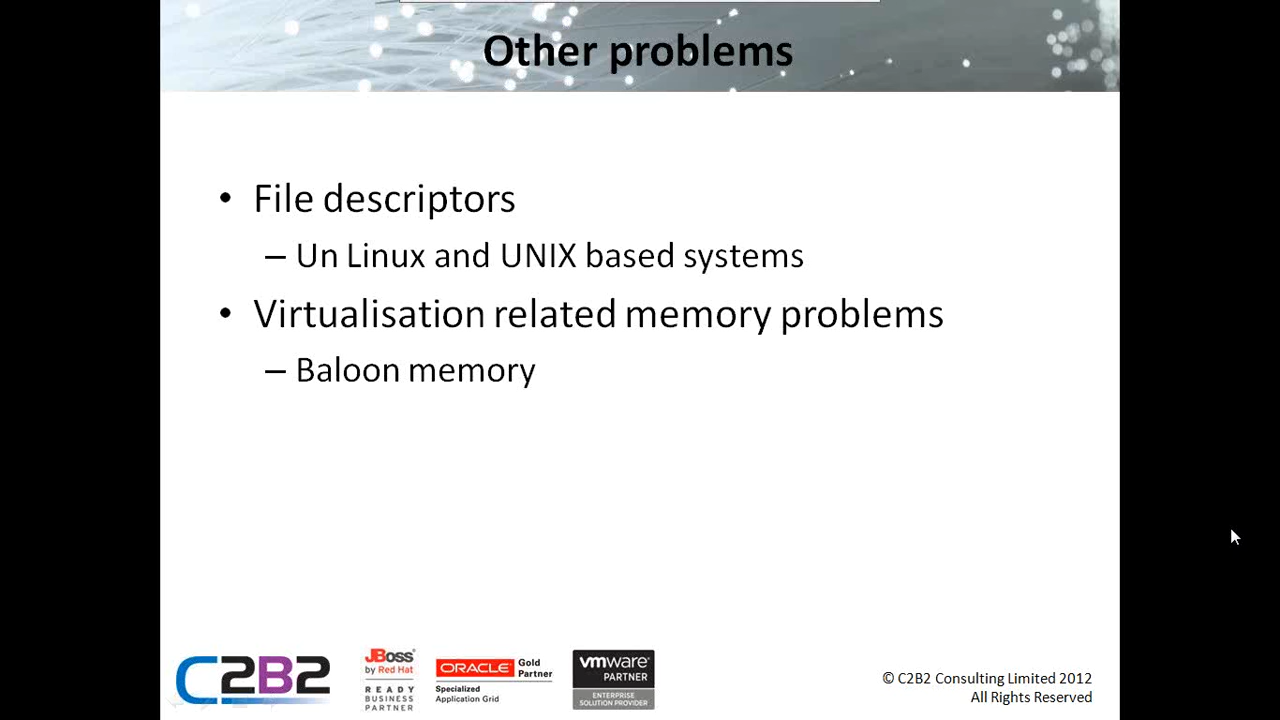 Other problems
• File descriptors
– Un Linux and UNIX based systems
• Virtualisation related memory problems
– Baloon memory
C2B2
JBoss
by Red Hat
READY
BUSINESS
PARTNER
ORACLE
Gold
Partner
Specialized
Application Grid
vmware
PARTNER
ENTERPRISE
SOLUTION PROVIDER
© C2B2 Consulting Limited 2012
All Rights Reserved